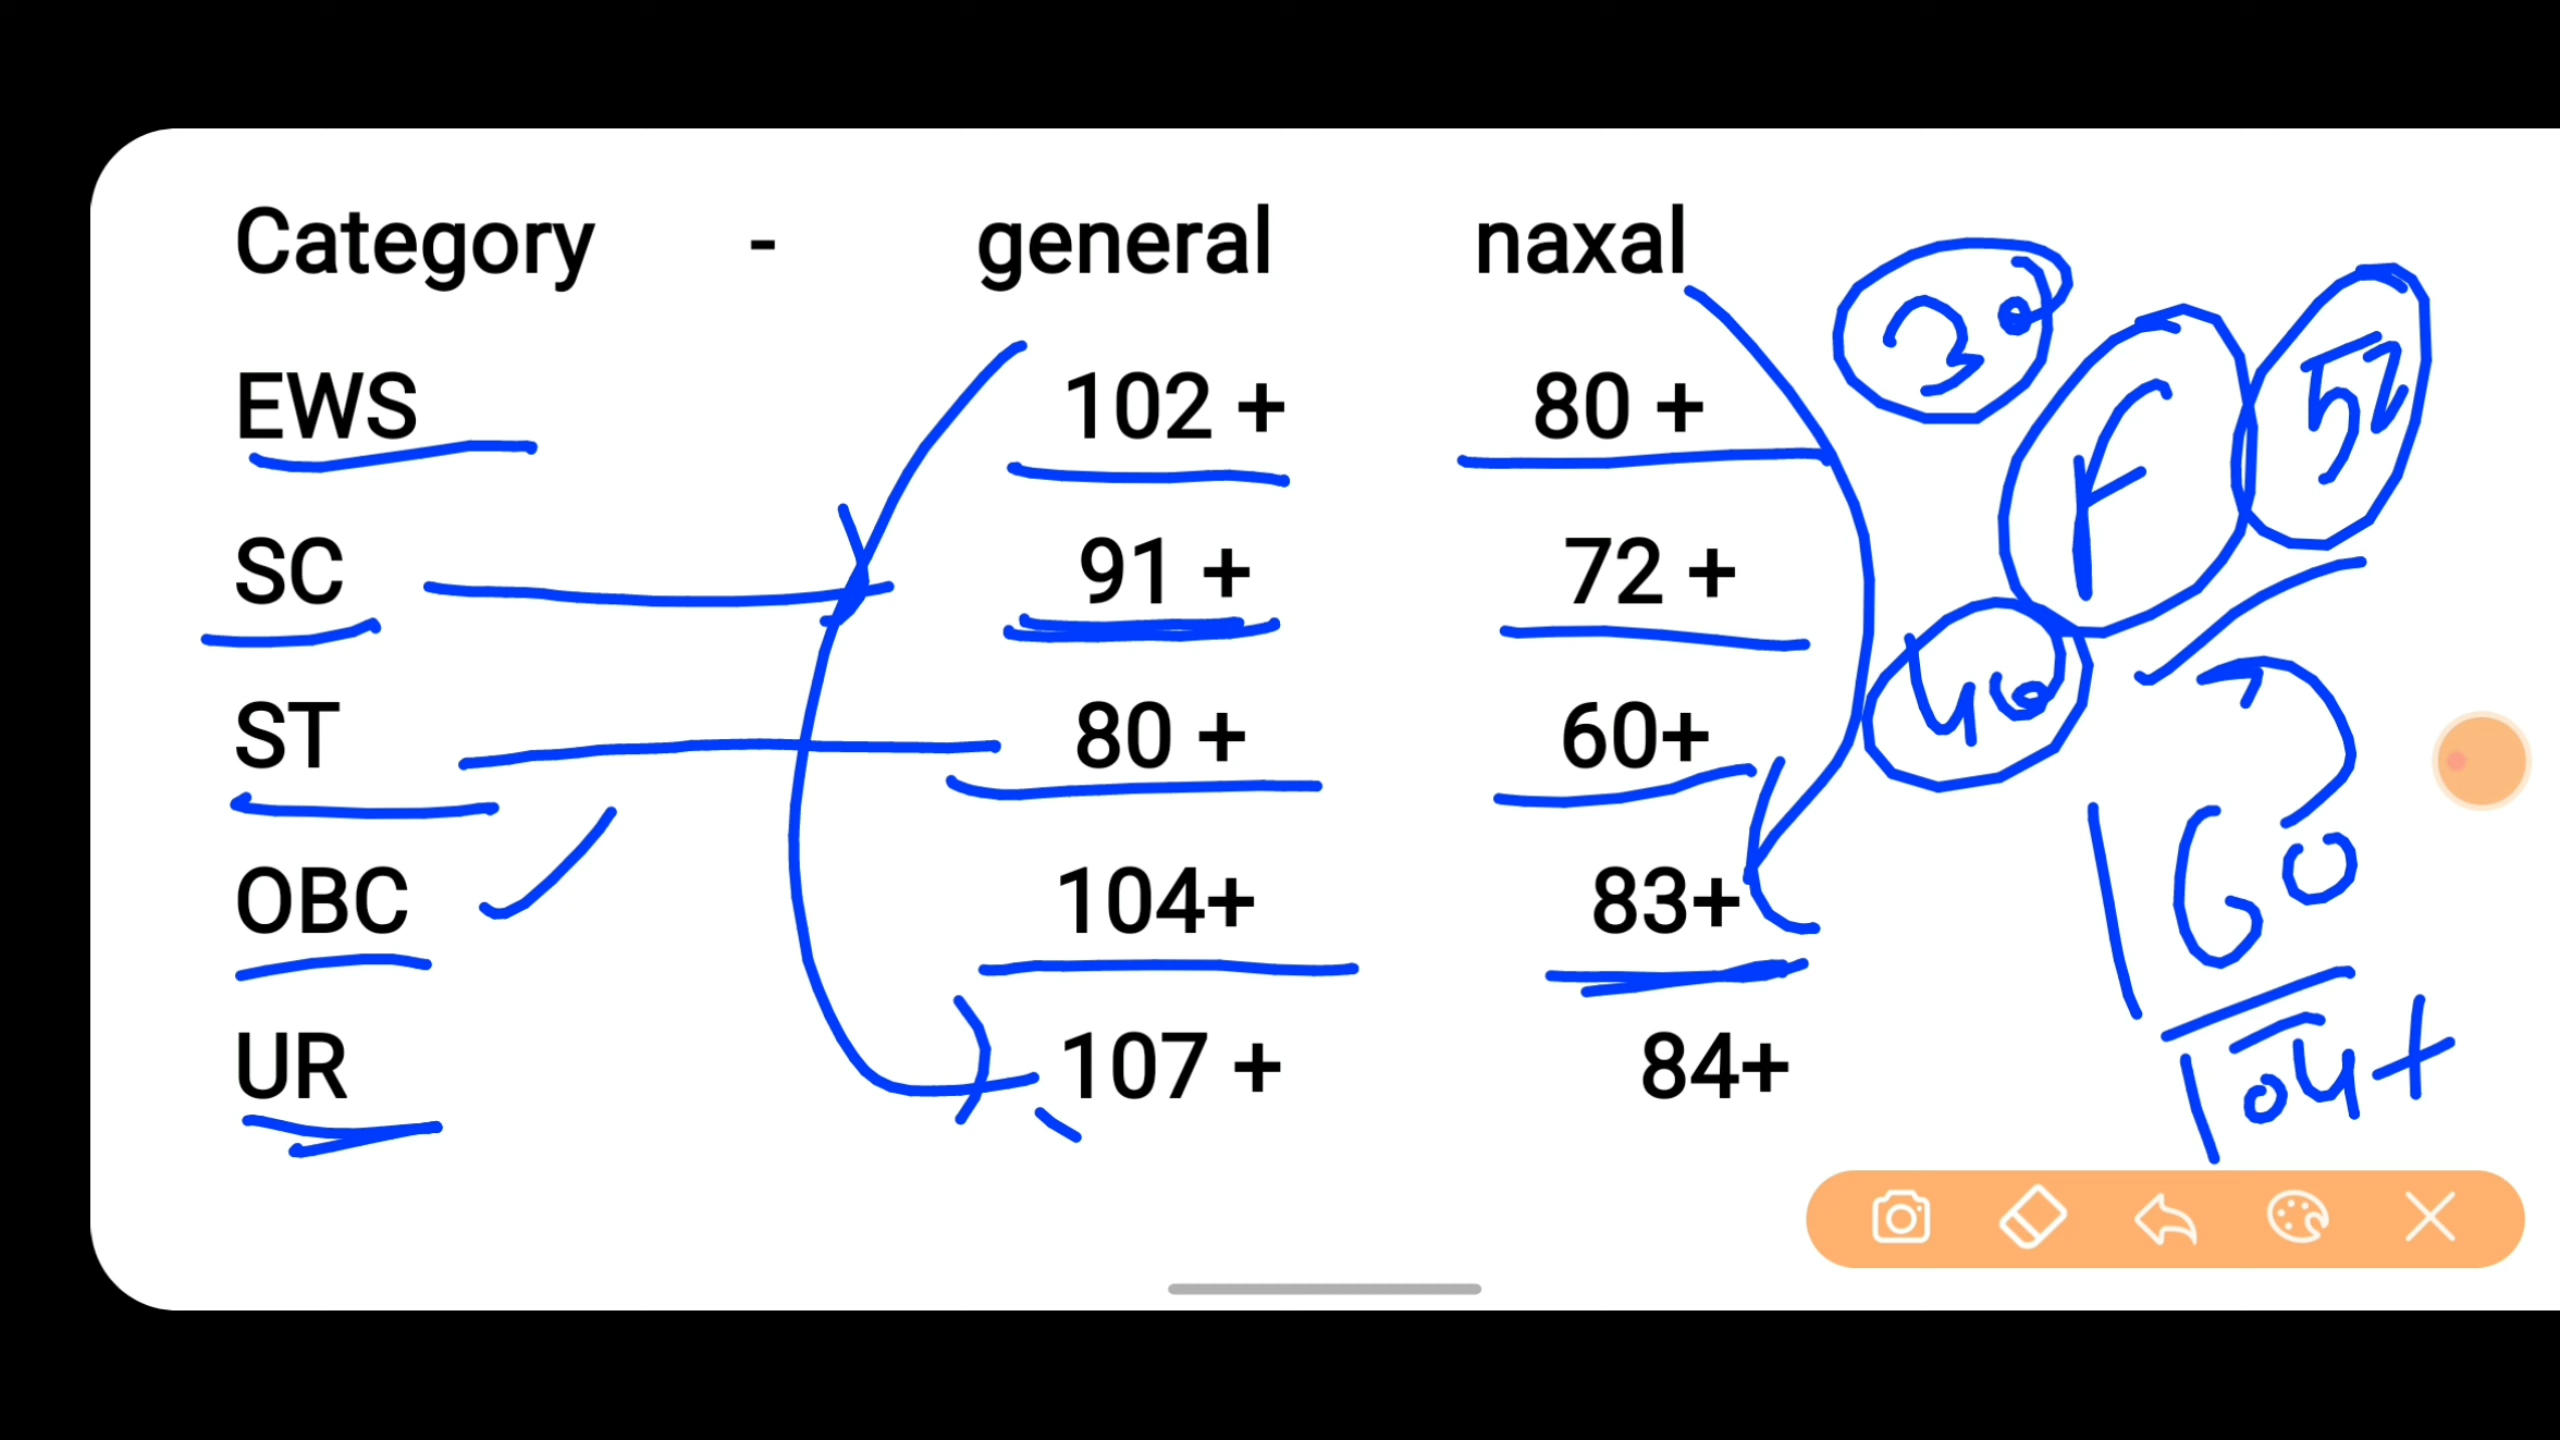 Category - general naxal
EWS 102 + 80 +
SC 91 + 72 +
ST 80 + 60+
OBC 104+ 83+
UR 107 + 84+
30
F
52
40
160
104+